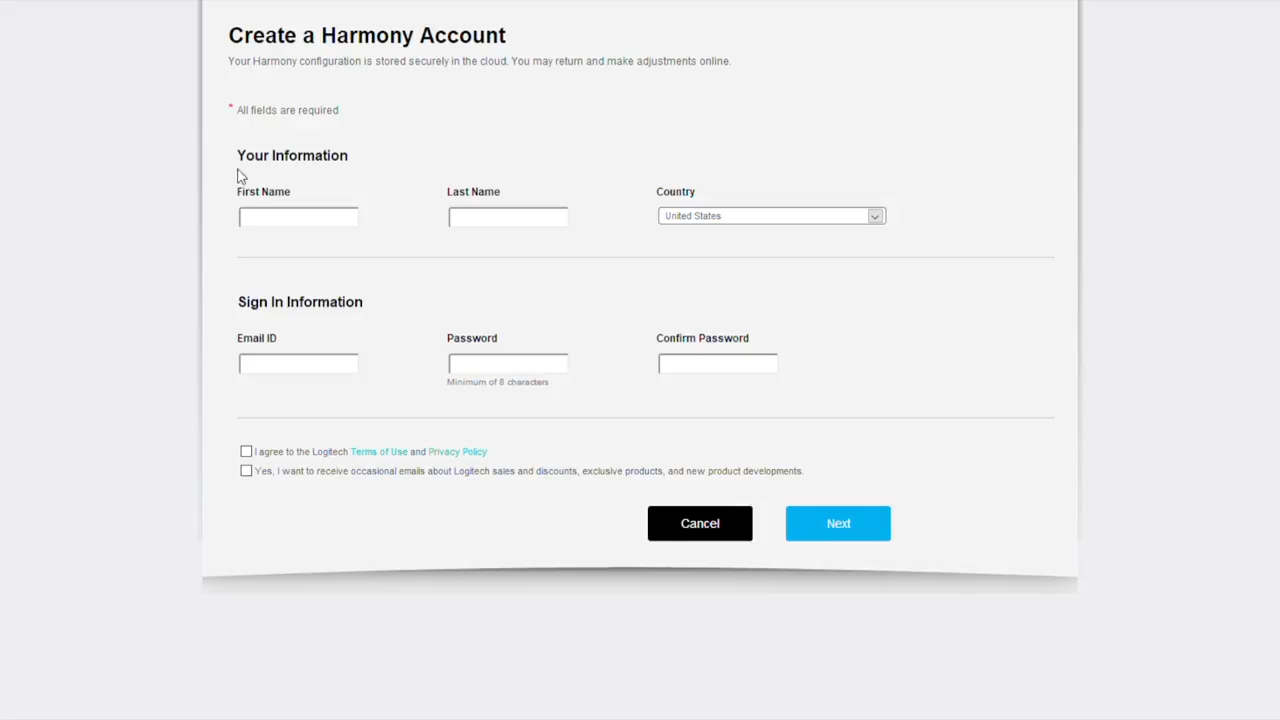 Create a Harmony Account
Your Harmony configuration is stored securely in the cloud. You may return and make adjustments online.
* All fields are required
Your Information
First Name Last Name Country
United States
Sign In Information
Email ID Password Confirm Password
Minimum of 8 characters
I agree to the Logitech Terms of Use and Privacy Policy
Yes, I want to receive occasional emails about Logitech sales and discounts, exclusive products, and new product developments.
Cancel Next